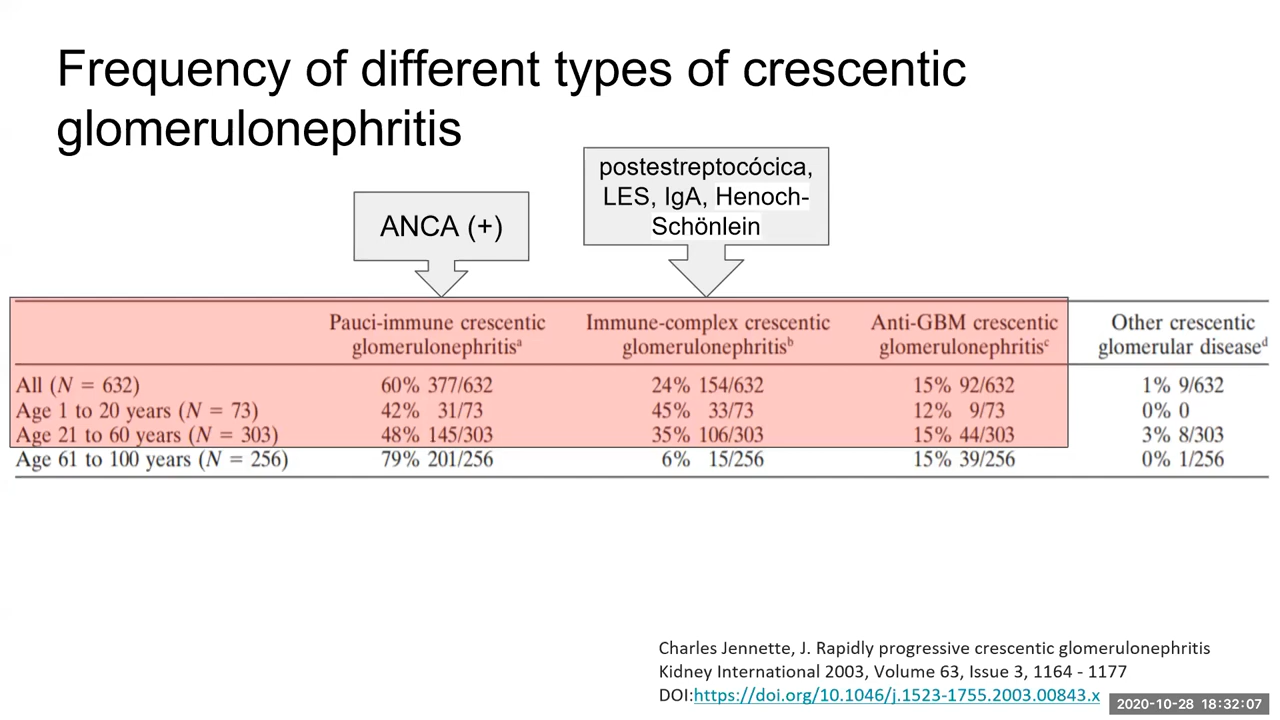 Frequency of different types of crescentic
glomerulonephritis
postestreptocócica,
LES, IgA, Henoch-
Schönlein
ANCA (+)
Pauci-immune crescentic glomerulonephritisª Immune-complex crescentic glomerulonephritisᵇ Anti-GBM crescentic glomerulonephritisᶜ Other crescentic glomerular diseaseᵈ
All (N = 632) 60% 377/632 24% 154/632 15% 92/632 1% 9/632
Age 1 to 20 years (N = 73) 42% 31/73 45% 33/73 12% 9/73 0% 0
Age 21 to 60 years (N = 303) 48% 145/303 35% 106/303 15% 44/303 3% 8/303
Age 61 to 100 years (N = 256) 79% 201/256 6% 15/256 15% 39/256 0% 1/256
Charles Jennette, J. Rapidly progressive crescentic glomerulonephritis
Kidney International 2003, Volume 63, Issue 3, 1164 - 1177
DOI:https://doi.org/10.1046/j.1523-1755.2003.00843.x
2020-10-28 18:32:07